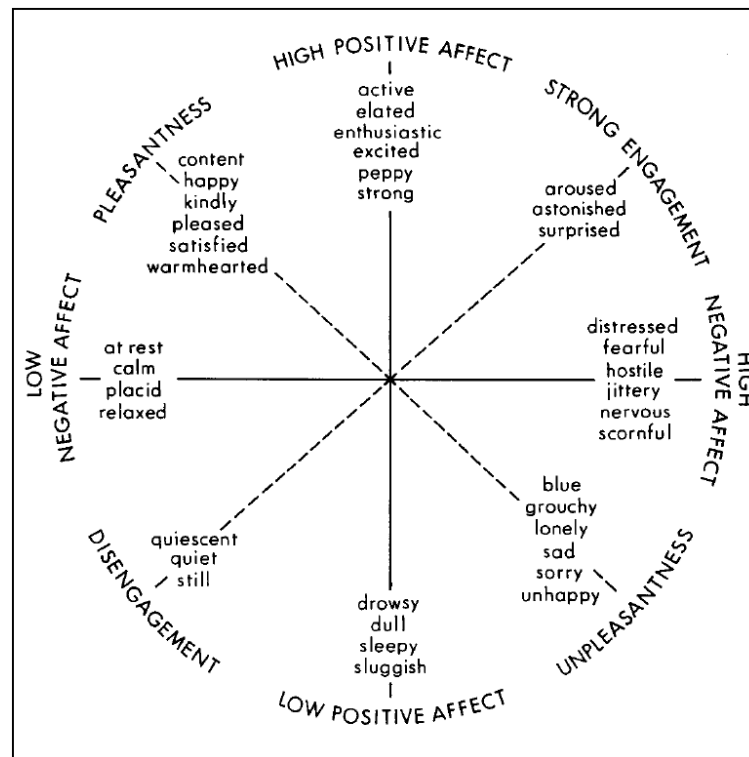 HIGH POSITIVE AFFECT
active
elated
enthusiastic
excited
peppy
strong
STRONG ENGAGEMENT
aroused
astonished
surprised
HIGH
NEGATIVE AFFECT
distressed
fearful
hostile
jittery
nervous
scornful
UNPLEASANTNESS
blue
grouchy
lonely
sad
sorry
unhappy
LOW POSITIVE AFFECT
drowsy
dull
sleepy
sluggish
DISENGAGEMENT
quiescent
quiet
still
LOW
NEGATIVE AFFECT
at rest
calm
placid
relaxed
PLEASANTNESS
content
happy
kindly
pleased
satisfied
warmhearted